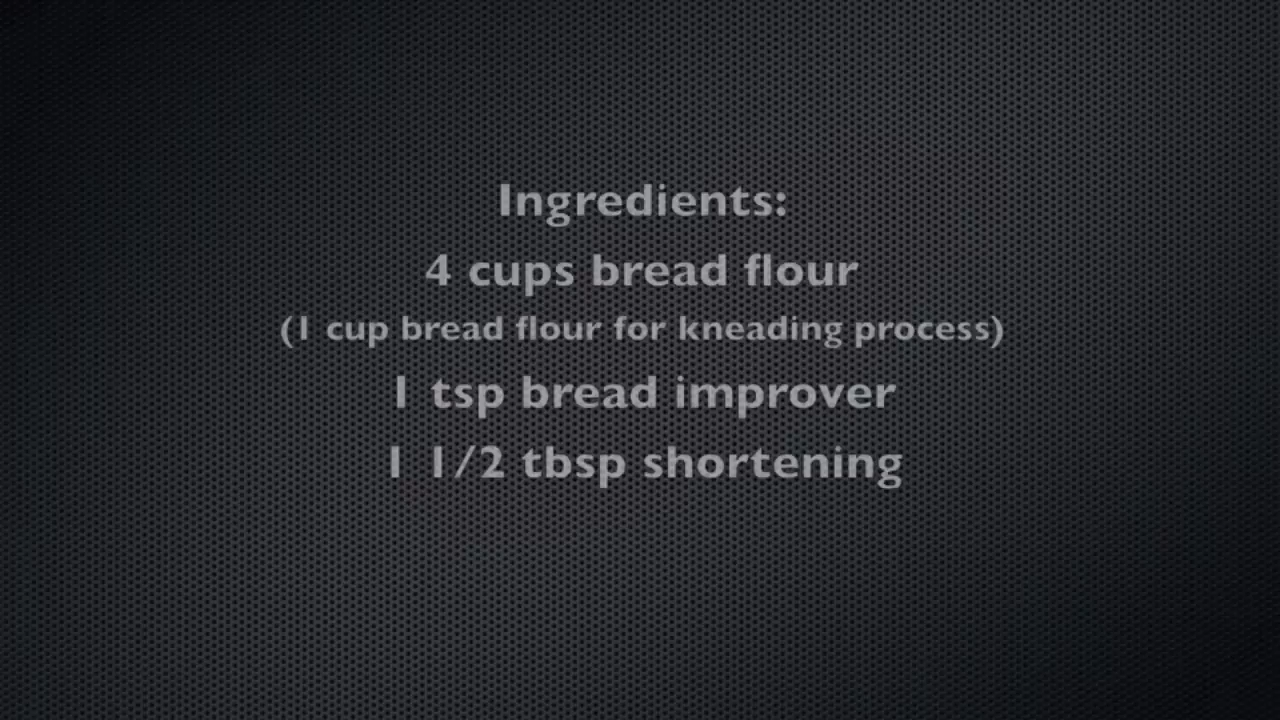 Ingredients:
4 cups bread flour
(1 cup bread flour for kneading process)
1 tsp bread improver
1 1/2 tbsp shortening